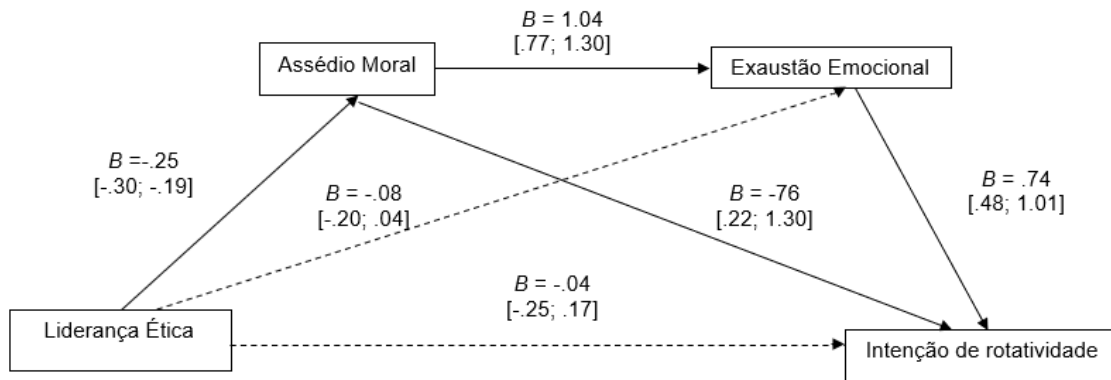 B = 1.04
[.77; 1.30]
Assédio Moral
Exaustão Emocional
B =-.25
[-.30; -.19]
B = -.08
[-.20; .04]
B = -76
[.22; 1.30]
B = .74
[.48; 1.01]
B = -.04
[-.25; .17]
Liderança Ética
Intenção de rotatividade